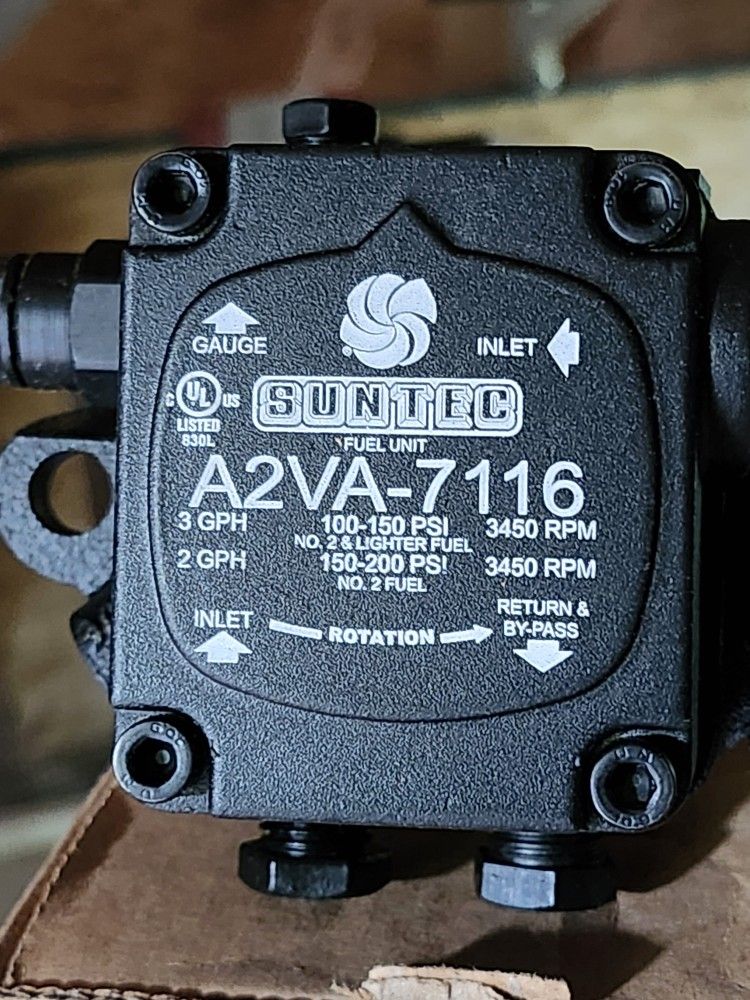 GAUGE
INLET
®
C UL US
LISTED
830L
SUNTEC
FUEL UNIT
A2VA-7116
3 GPH 100-150 PSI 3450 RPM
NO. 2 & LIGHTER FUEL
2 GPH 150-200 PSI 3450 RPM
NO. 2 FUEL
INLET
ROTATION
RETURN &
BY-PASS